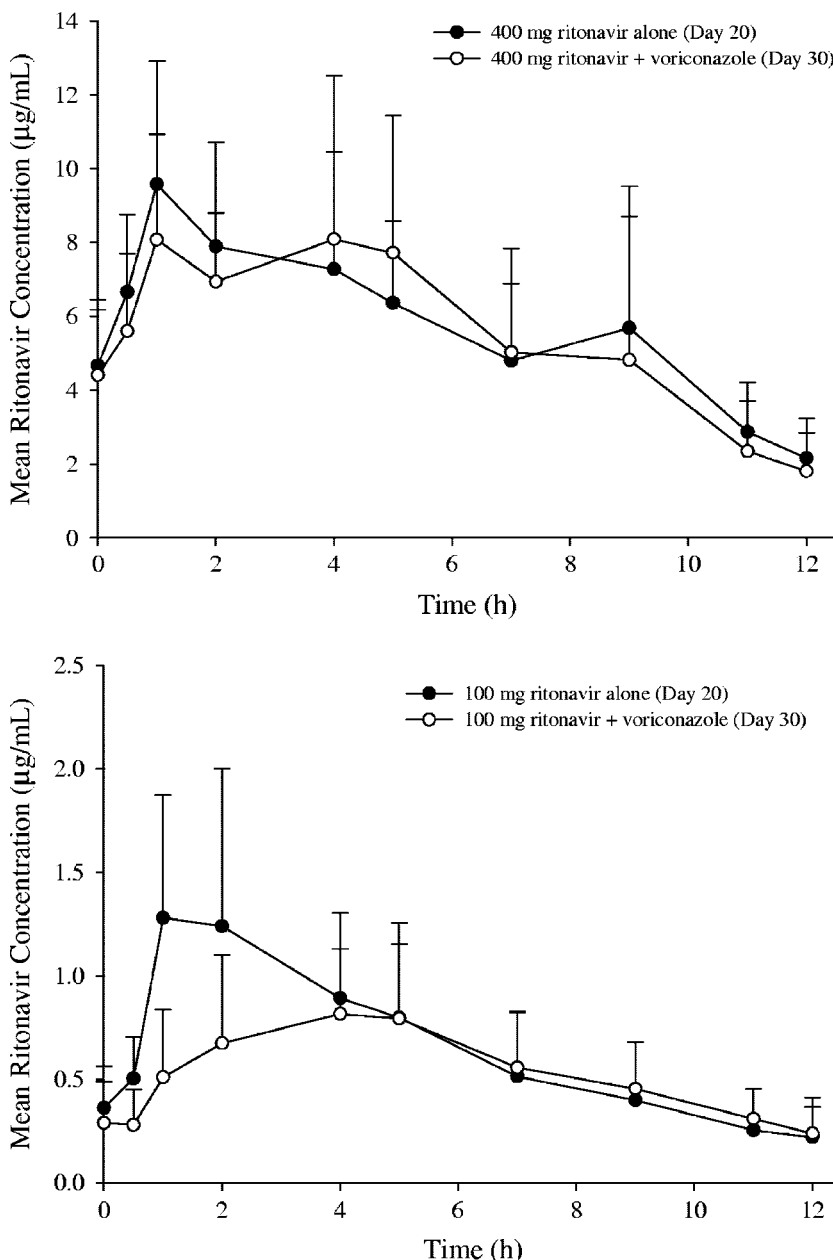 14
12
10
8
6
4
2
0
Mean Ritonavir Concentration (µg/mL)
400 mg ritonavir alone (Day 20)
400 mg ritonavir + voriconazole (Day 30)
0 2 4 6 8 10 12
Time (h)
2.5
2.0
1.5
1.0
0.5
0.0
Mean Ritonavir Concentration (µg/mL)
100 mg ritonavir alone (Day 20)
100 mg ritonavir + voriconazole (Day 30)
0 2 4 6 8 10 12
Time (h)